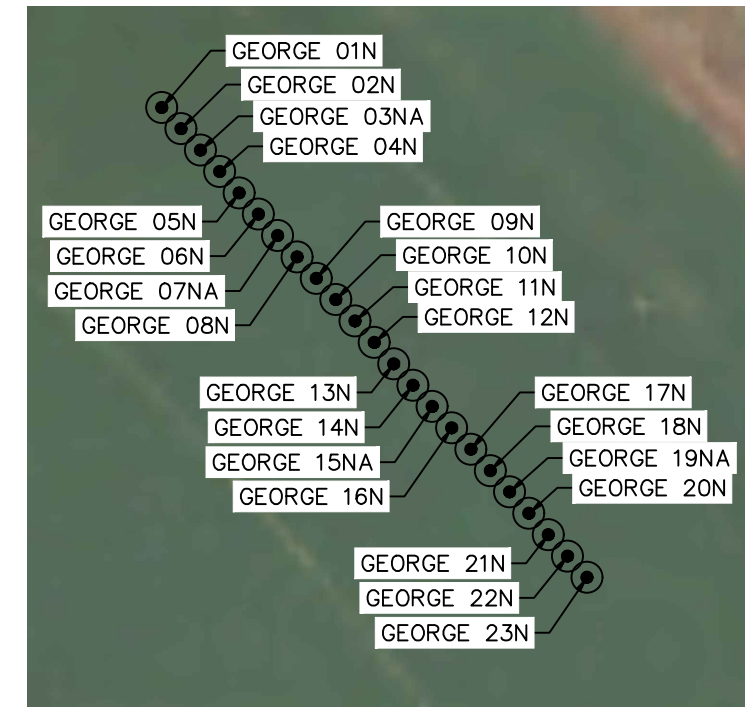 GEORGE 01N
GEORGE 02N
GEORGE 03NA
GEORGE 04N
GEORGE 05N
GEORGE 06N
GEORGE 07NA
GEORGE 08N
GEORGE 09N
GEORGE 10N
GEORGE 11N
GEORGE 12N
GEORGE 13N
GEORGE 14N
GEORGE 15NA
GEORGE 16N
GEORGE 17N
GEORGE 18N
GEORGE 19NA
GEORGE 20N
GEORGE 21N
GEORGE 22N
GEORGE 23N